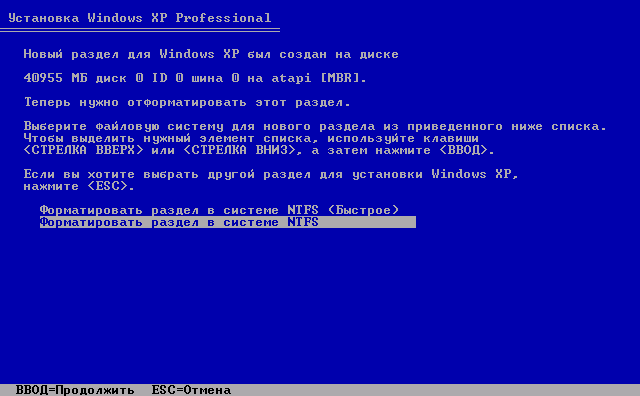 Установка Windows XP Professional
Новый раздел для Windows XP был создан на диске
40955 МБ диск 0 ID 0 шина 0 на atapi [MBR].
Теперь нужно отформатировать этот раздел.
Выберите файловую систему для нового раздела из приведенного ниже списка.
Чтобы выделить нужный элемент списка, используйте клавиши
<СТРЕЛКА ВВЕРХ> или <СТРЕЛКА ВНИЗ>, а затем нажмите <ВВОД>.
Если вы хотите выбрать другой раздел для установки Windows XP,
нажмите <ESC>.
Форматировать раздел в системе NTFS (Быстрое)
Форматировать раздел в системе NTFS
ВВОД=Продолжить ESC=Отмена